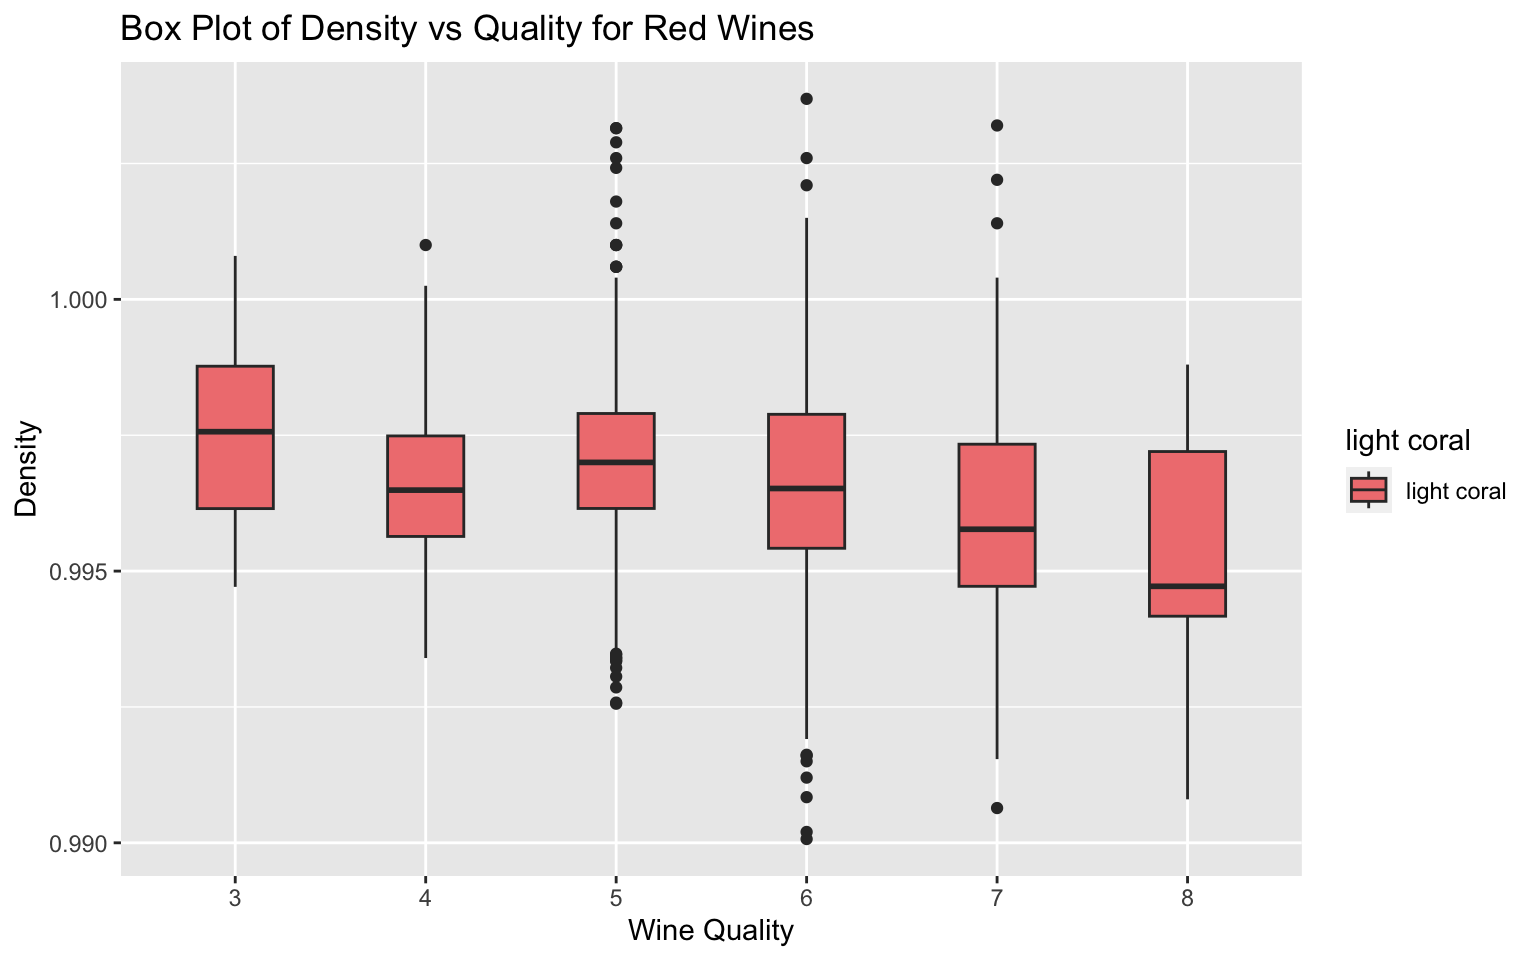 Box Plot of Density vs Quality for Red Wines
Density
1.000
0.995
0.990
3 4 5 6 7 8
Wine Quality
light coral
light coral